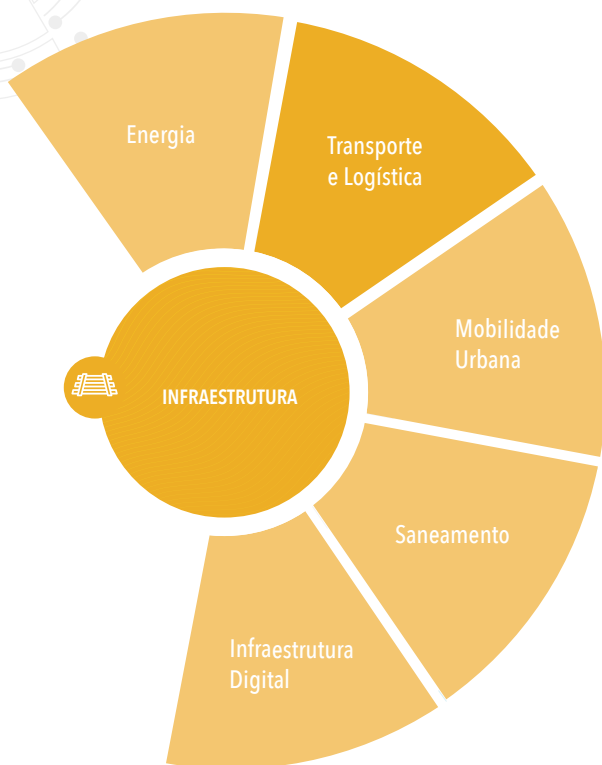 Energia
Transporte
e Logística
Mobilidade
Urbana
INFRAESTRUTURA
Saneamento
Infraestrutura
Digital